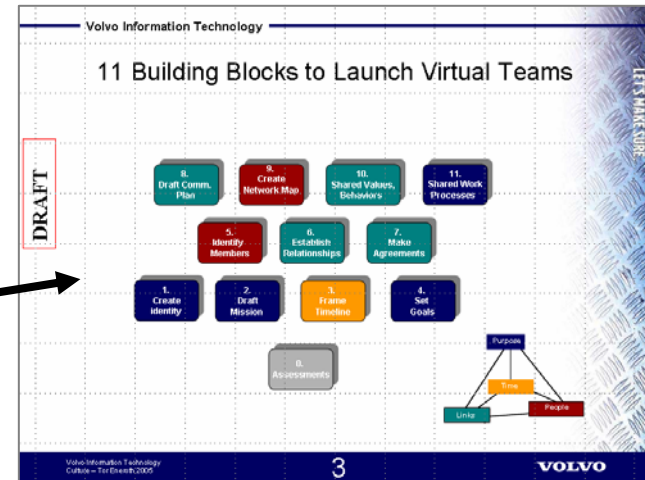 Volvo Information Technology
11 Building Blocks to Launch Virtual Teams
LET'S MAKE SURE
DRAFT
8.
Draft Comm.
Plan
9.
Create
Network Map
10.
Shared Values,
Behaviors
11.
Shared Work
Processes
5.
Identify
Members
6.
Establish
Relationships
7.
Make
Agreements
1.
Create
identity
2.
Draft
Mission
3.
Frame
Timeline
4.
Set
Goals
0.
Assessments
Purpose
Time
Links
People
Volvo Information Technology
Culture – Tor Eneroth, 2005
3
VOLVO